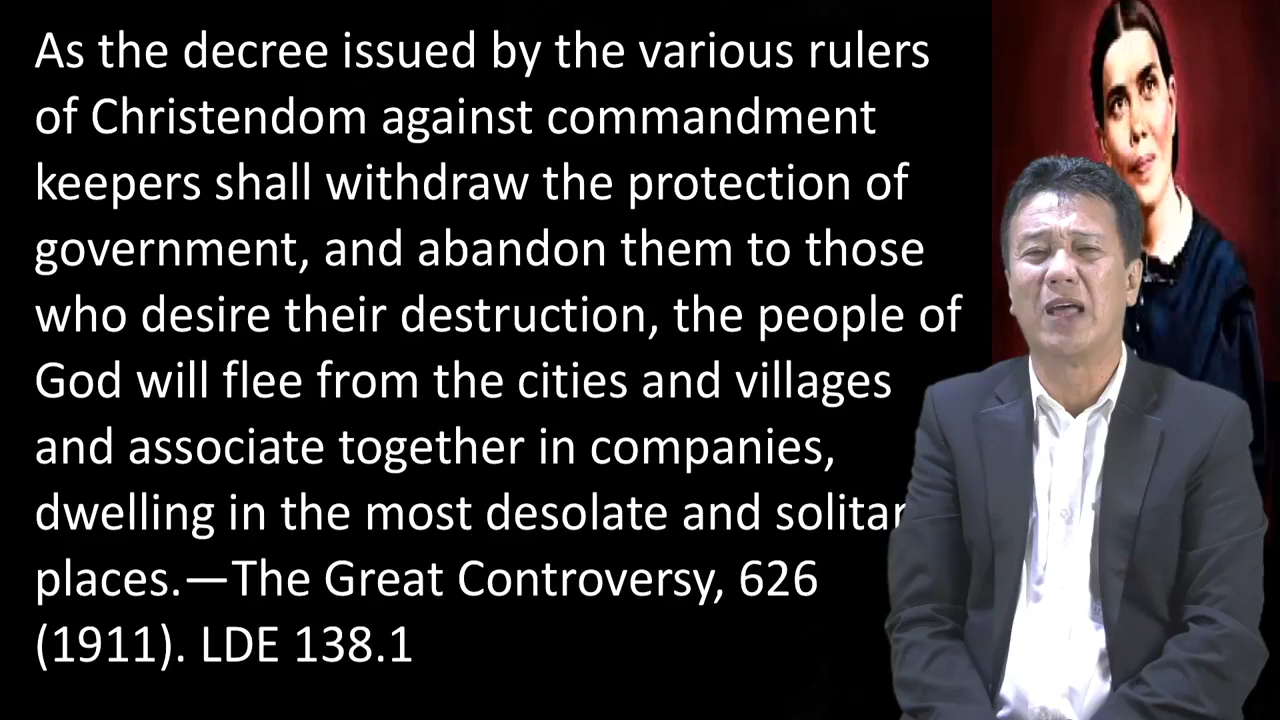 As the decree issued by the various rulers
of Christendom against commandment
keepers shall withdraw the protection of
government, and abandon them to those
who desire their destruction, the people of
God will flee from the cities and villages
and associate together in companies,
dwelling in the most desolate and
places.—The Great Controversy, 626
(1911). LDE 138.1